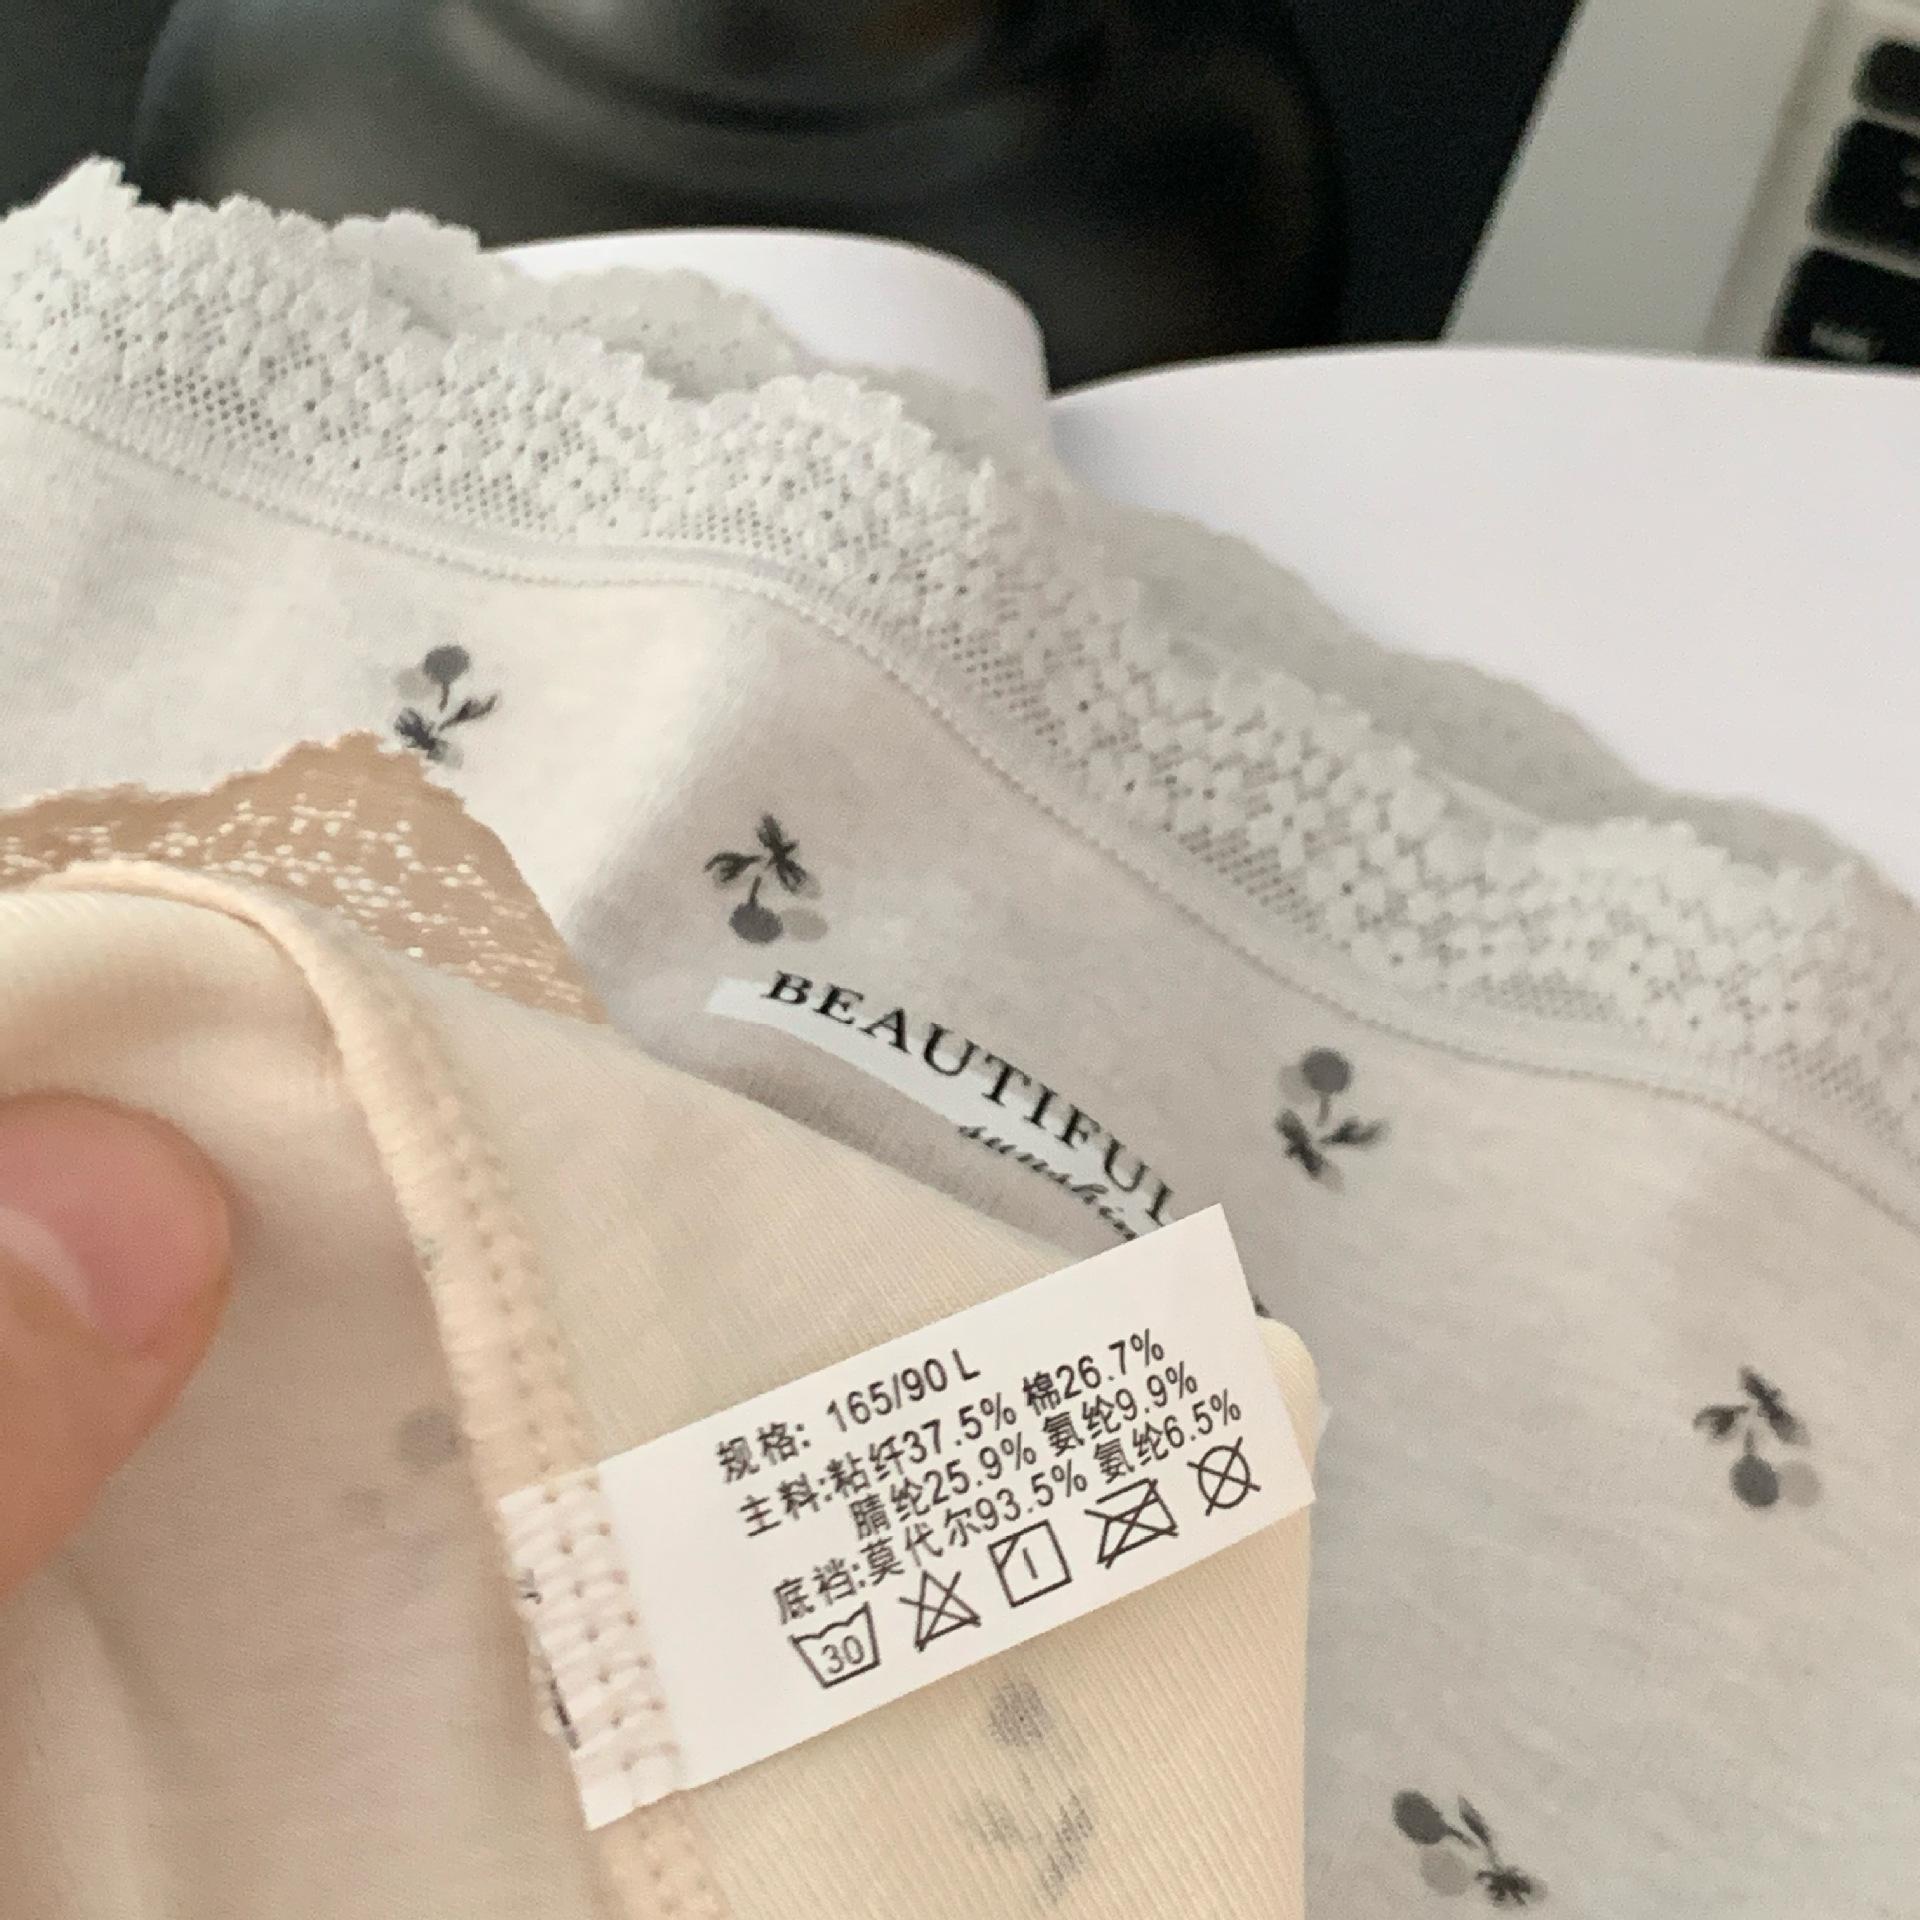 BEAUTIFUL
规格: 165/90 L
主料:粘纤37.5% 棉26.7%
腈纶25.9% 氨纶9.9%
底裆:莫代尔93.5% 氨纶6.5%
30